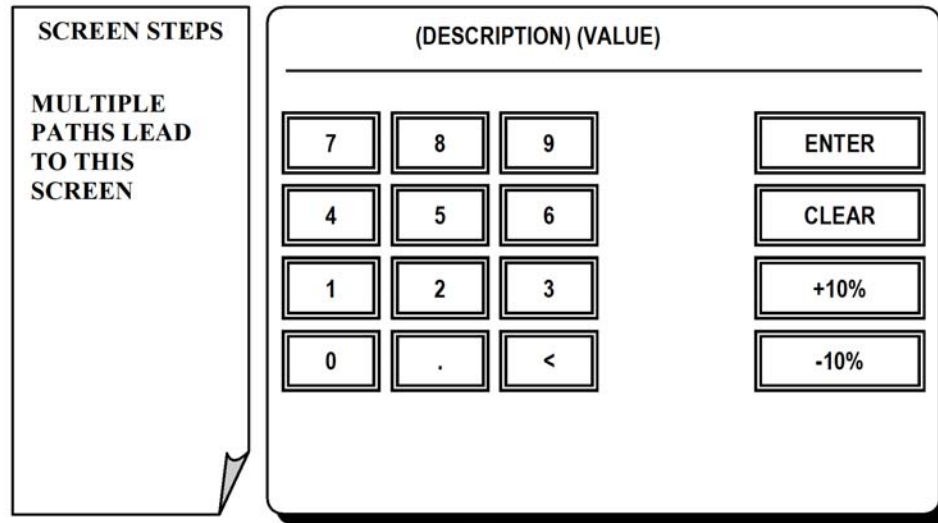 SCREEN STEPS
MULTIPLE
PATHS LEAD
TO THIS
SCREEN
(DESCRIPTION) (VALUE)
7 8 9 ENTER
4 5 6 CLEAR
1 2 3 +10%
0 . < -10%